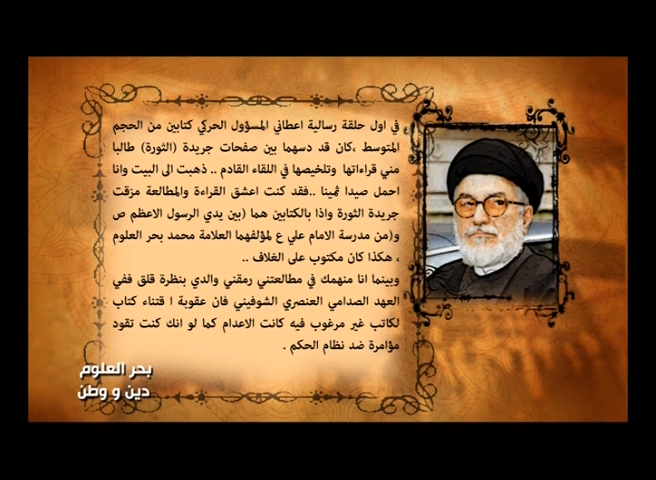 في اول حلقة رسالية اعطاني المسؤول الحركي كتابين من الحجم
المتوسط ،كان قد دسهما بين صفحات جريدة (الثورة) طالبا
مني قراءاتها وتلخيصها في اللقاء القادم .. ذهبت الى البيت وانا
احمل صيدا ثمينا ..فقد كنت اعشق القراءة والمطالعة مزقت
جريدة الثورة واذا بالكتابين هما (بين يدي الرسول الاعظم ص
و(من مدرسة الامام علي ع لمؤلفهما العلامة محمد بحر العلوم
، هكذا كان مكتوب على الغلاف ..
وبينما انا منهمك في مطالعتني رمقني والدي بنظرة قلق ففي
العهد الصدامي العنصري الشوفيني فان عقوبة ا قتناء كتاب
لكاتب غير مرغوب فيه كانت الاعدام كما لو انك كنت تقود
مؤامرة ضد نظام الحكم .
بحر العلوم
دين و وطن